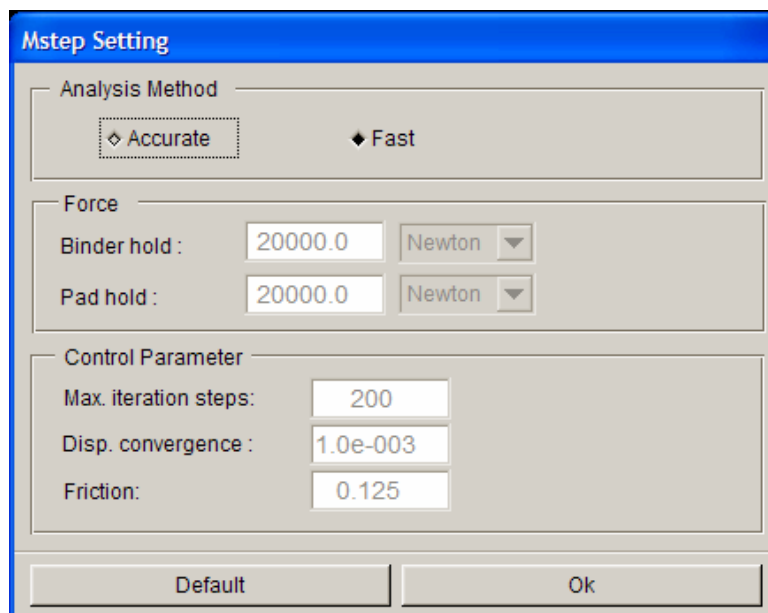 Mstep Setting
Analysis Method
Accurate Fast
Force
Binder hold : 20000.0 Newton
Pad hold : 20000.0 Newton
Control Parameter
Max. iteration steps: 200
Disp. convergence : 1.0e-003
Friction: 0.125
Default Ok